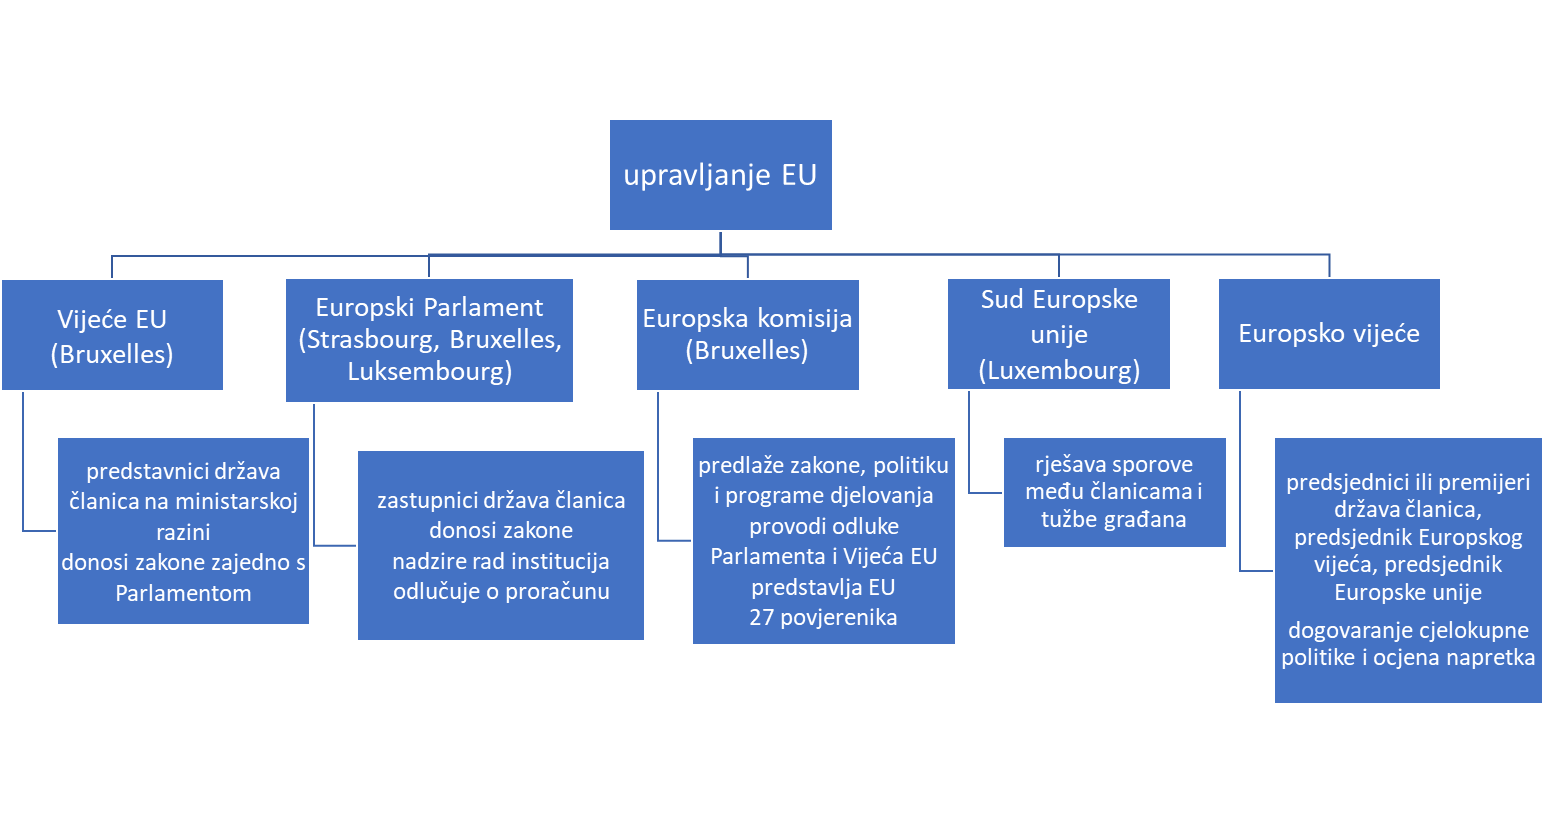 upravljanje EU
Vijeće EU
(Bruxelles)
predstavnici država
članica na ministarskoj
razini
donosi zakone zajedno s
Parlamentom
Europski Parlament
(Strasbourg, Bruxelles,
Luksembourg)
zastupnici država članica
donosi zakone
nadzire rad institucija
odlučuje o proračunu
Europska komisija
(Bruxelles)
predlaže zakone, politiku
i programe djelovanja
provodi odluke
Parlamenta i Vijeća EU
predstavlja EU
27 povjerenika
Sud Europske
unije
(Luxembourg)
rješava sporove
među članicama i
tužbe građana
Europsko vijeće
predsjednici ili premijeri
država članica,
predsjednik Europskog
vijeća, predsjednik
Europske unije
dogovaranje cjelokupne
politike i ocjena napretka